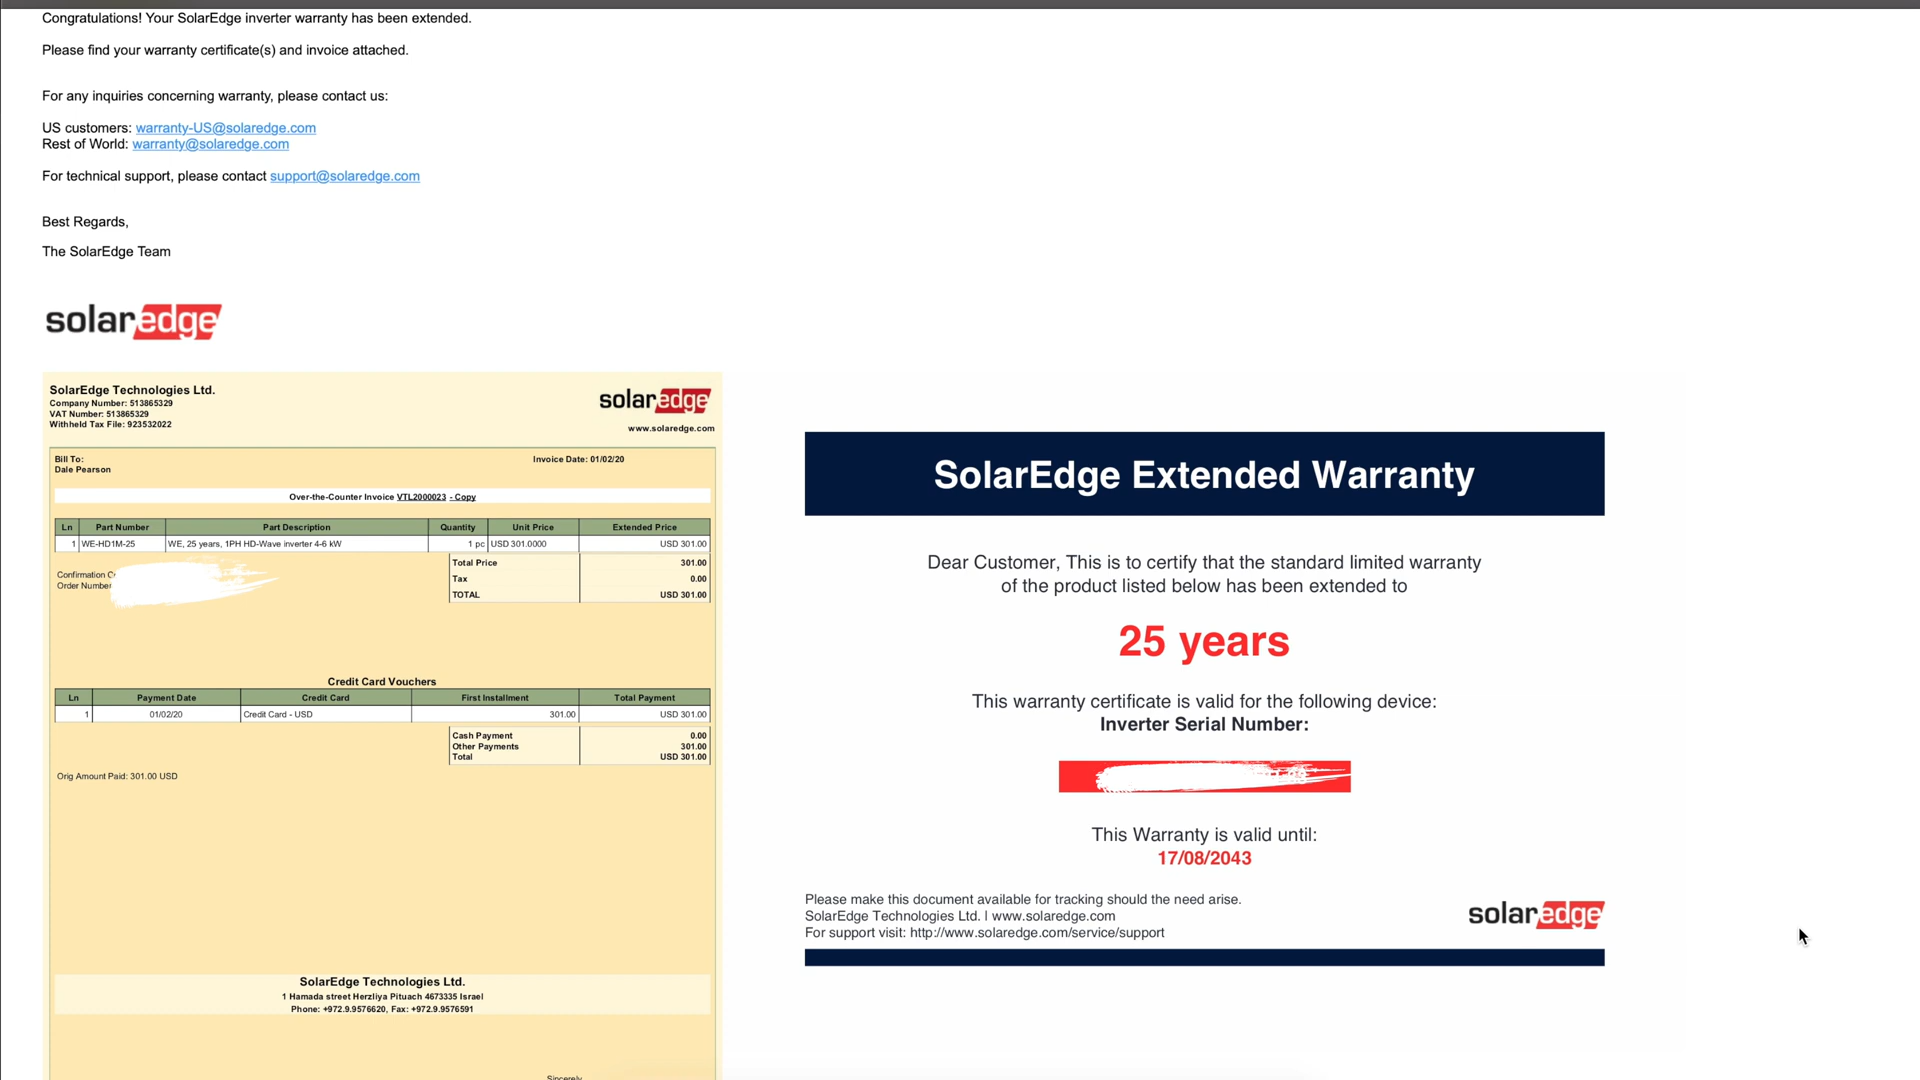 Congratulations! Your SolarEdge inverter warranty has been extended.
Please find your warranty certificate(s) and invoice attached.
For any inquiries concerning warranty, please contact us:
US customers: warranty-US@solaredge.com
Rest of World: warranty@solaredge.com
For technical support, please contact support@solaredge.com
Best Regards,
The SolarEdge Team
solaredge
SolarEdge Technologies Ltd.
Company Number: 513865329
VAT Number: 513865329
Withheld Tax File: 923532022
solaredge
www.solaredge.com
Bill To:
Dale Pearson
Invoice Date: 01/02/20
Over-the-Counter Invoice VTL2000023 - Copy
Ln Part Number Part Description Quantity Unit Price Extended Price
1 WE-HD1M-25 WE, 25 years, 1PH HD-Wave inverter 4-6 kW 1 pc USD 301.0000 USD 301.00
Total Price 301.00
Tax 0.00
TOTAL USD 301.00
Confirmation
Order Number
Credit Card Vouchers
Ln Payment Date Credit Card First Installment Total Payment
1 01/02/20 Credit Card - USD 301.00 USD 301.00
Cash Payment 0.00
Other Payments 301.00
Total USD 301.00
Orig Amount Paid: 301.00 USD
SolarEdge Technologies Ltd.
1 Hamada street Herzliya Pituach 4673335 Israel
Phone: +972.9.9576620, Fax: +972.9.9576591
Sincerely
SolarEdge Extended Warranty
Dear Customer, This is to certify that the standard limited warranty
of the product listed below has been extended to
25 years
This warranty certificate is valid for the following device:
Inverter Serial Number:
This Warranty is valid until:
17/08/2043
Please make this document available for tracking should the need arise.
SolarEdge Technologies Ltd. | www.solaredge.com
For support visit: http://www.solaredge.com/service/support
solaredge